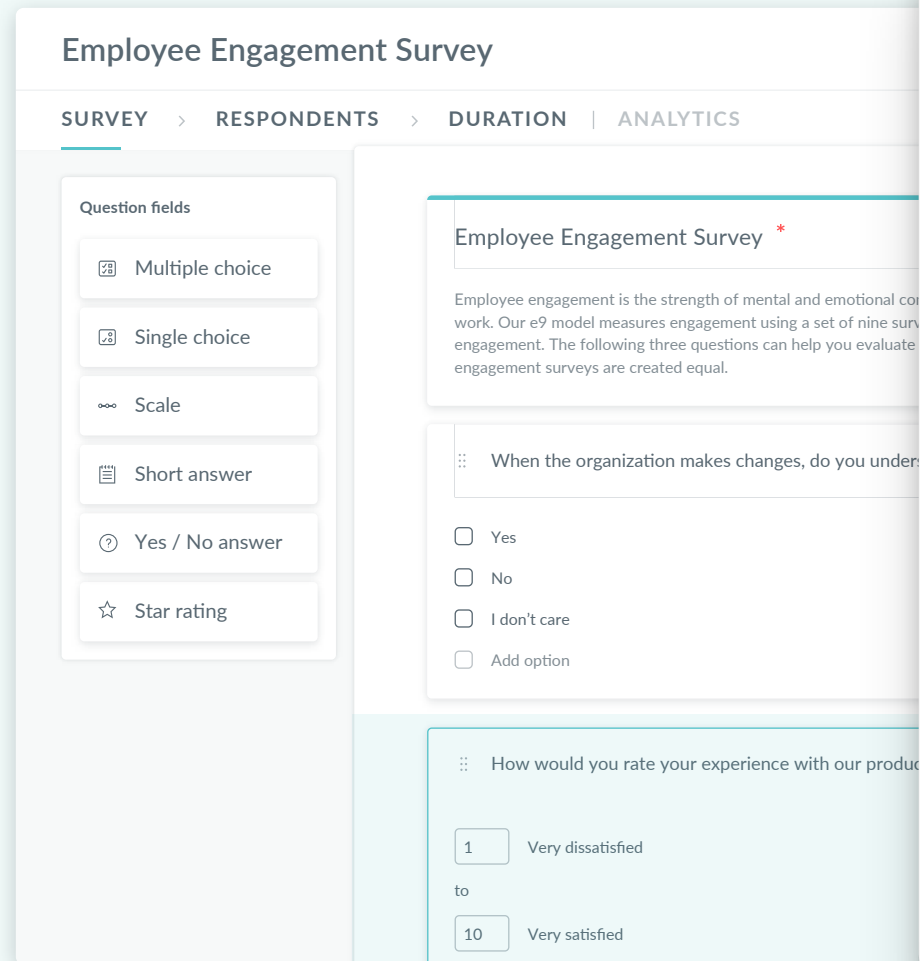 Employee Engagement Survey
SURVEY > RESPONDENTS > DURATION | ANALYTICS
Question fields
Multiple choice
Single choice
Scale
Short answer
Yes / No answer
Star rating
Employee Engagement Survey *
Employee engagement is the strength of mental and emotional
work. Our e9 model measures engagement using a set of nine
engagement. The following three questions can help you evaluate
engagement surveys are created equal.
When the organization makes changes, do you
Yes
No
I don’t care
Add option
How would you rate your experience with our
1 Very dissatisfied
to
10 Very satisfied